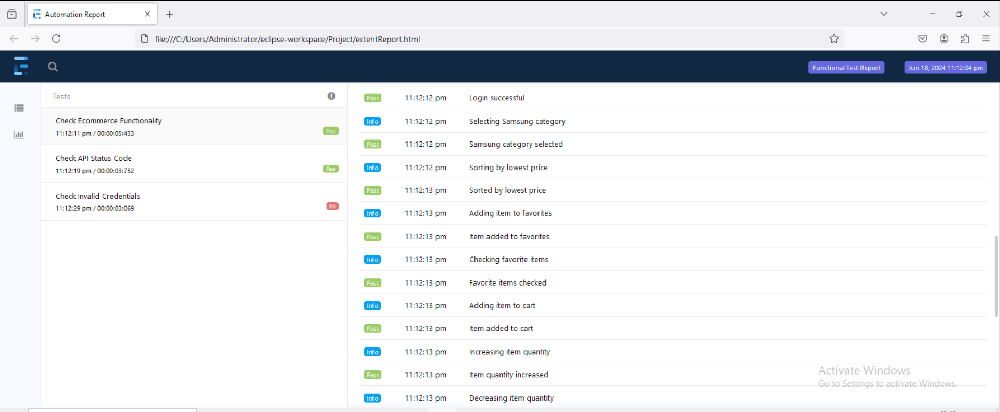 Automation Report
file:///C:/Users/Administrator/eclipse-workspace/Project/extentReport.html
Functional Test Report
Jun 18, 2024 11:12:04 pm
Tests
Check Ecommerce Functionality
11:12:11 pm / 00:00:05:433
Pass
Check API Status Code
11:12:19 pm / 00:00:03:752
Pass
Check Invalid Credentials
11:12:29 pm / 00:00:03:069
Fail
Pass 11:12:12 pm Login successful
Info 11:12:12 pm Selecting Samsung category
Pass 11:12:12 pm Samsung category selected
Info 11:12:12 pm Sorting by lowest price
Pass 11:12:13 pm Sorted by lowest price
Info 11:12:13 pm Adding item to favorites
Pass 11:12:13 pm Item added to favorites
Info 11:12:13 pm Checking favorite items
Pass 11:12:13 pm Favorite items checked
Info 11:12:13 pm Adding item to cart
Pass 11:12:13 pm Item added to cart
Info 11:12:13 pm Increasing item quantity
Pass 11:12:13 pm Item quantity increased
Info 11:12:13 pm Decreasing item quantity
Activate Windows
Go to Settings to activate Windows.